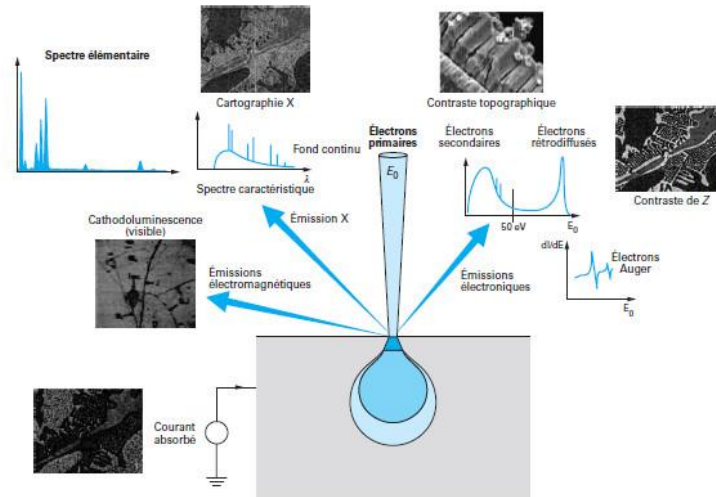 Spectre élémentaire
Cartographie X
Fond continu
λ
Spectre caractéristique
Émission X
Cathodoluminescence
(visible)
Émissions
électromagnétiques
Électrons
primaires
E0
Contraste topographique
Électrons
secondaires
Électrons
rétrodiffusés
50 eV
E0
Contraste de Z
dI/dE
Électrons
Auger
E0
Émissions
électroniques
Courant
absorbé